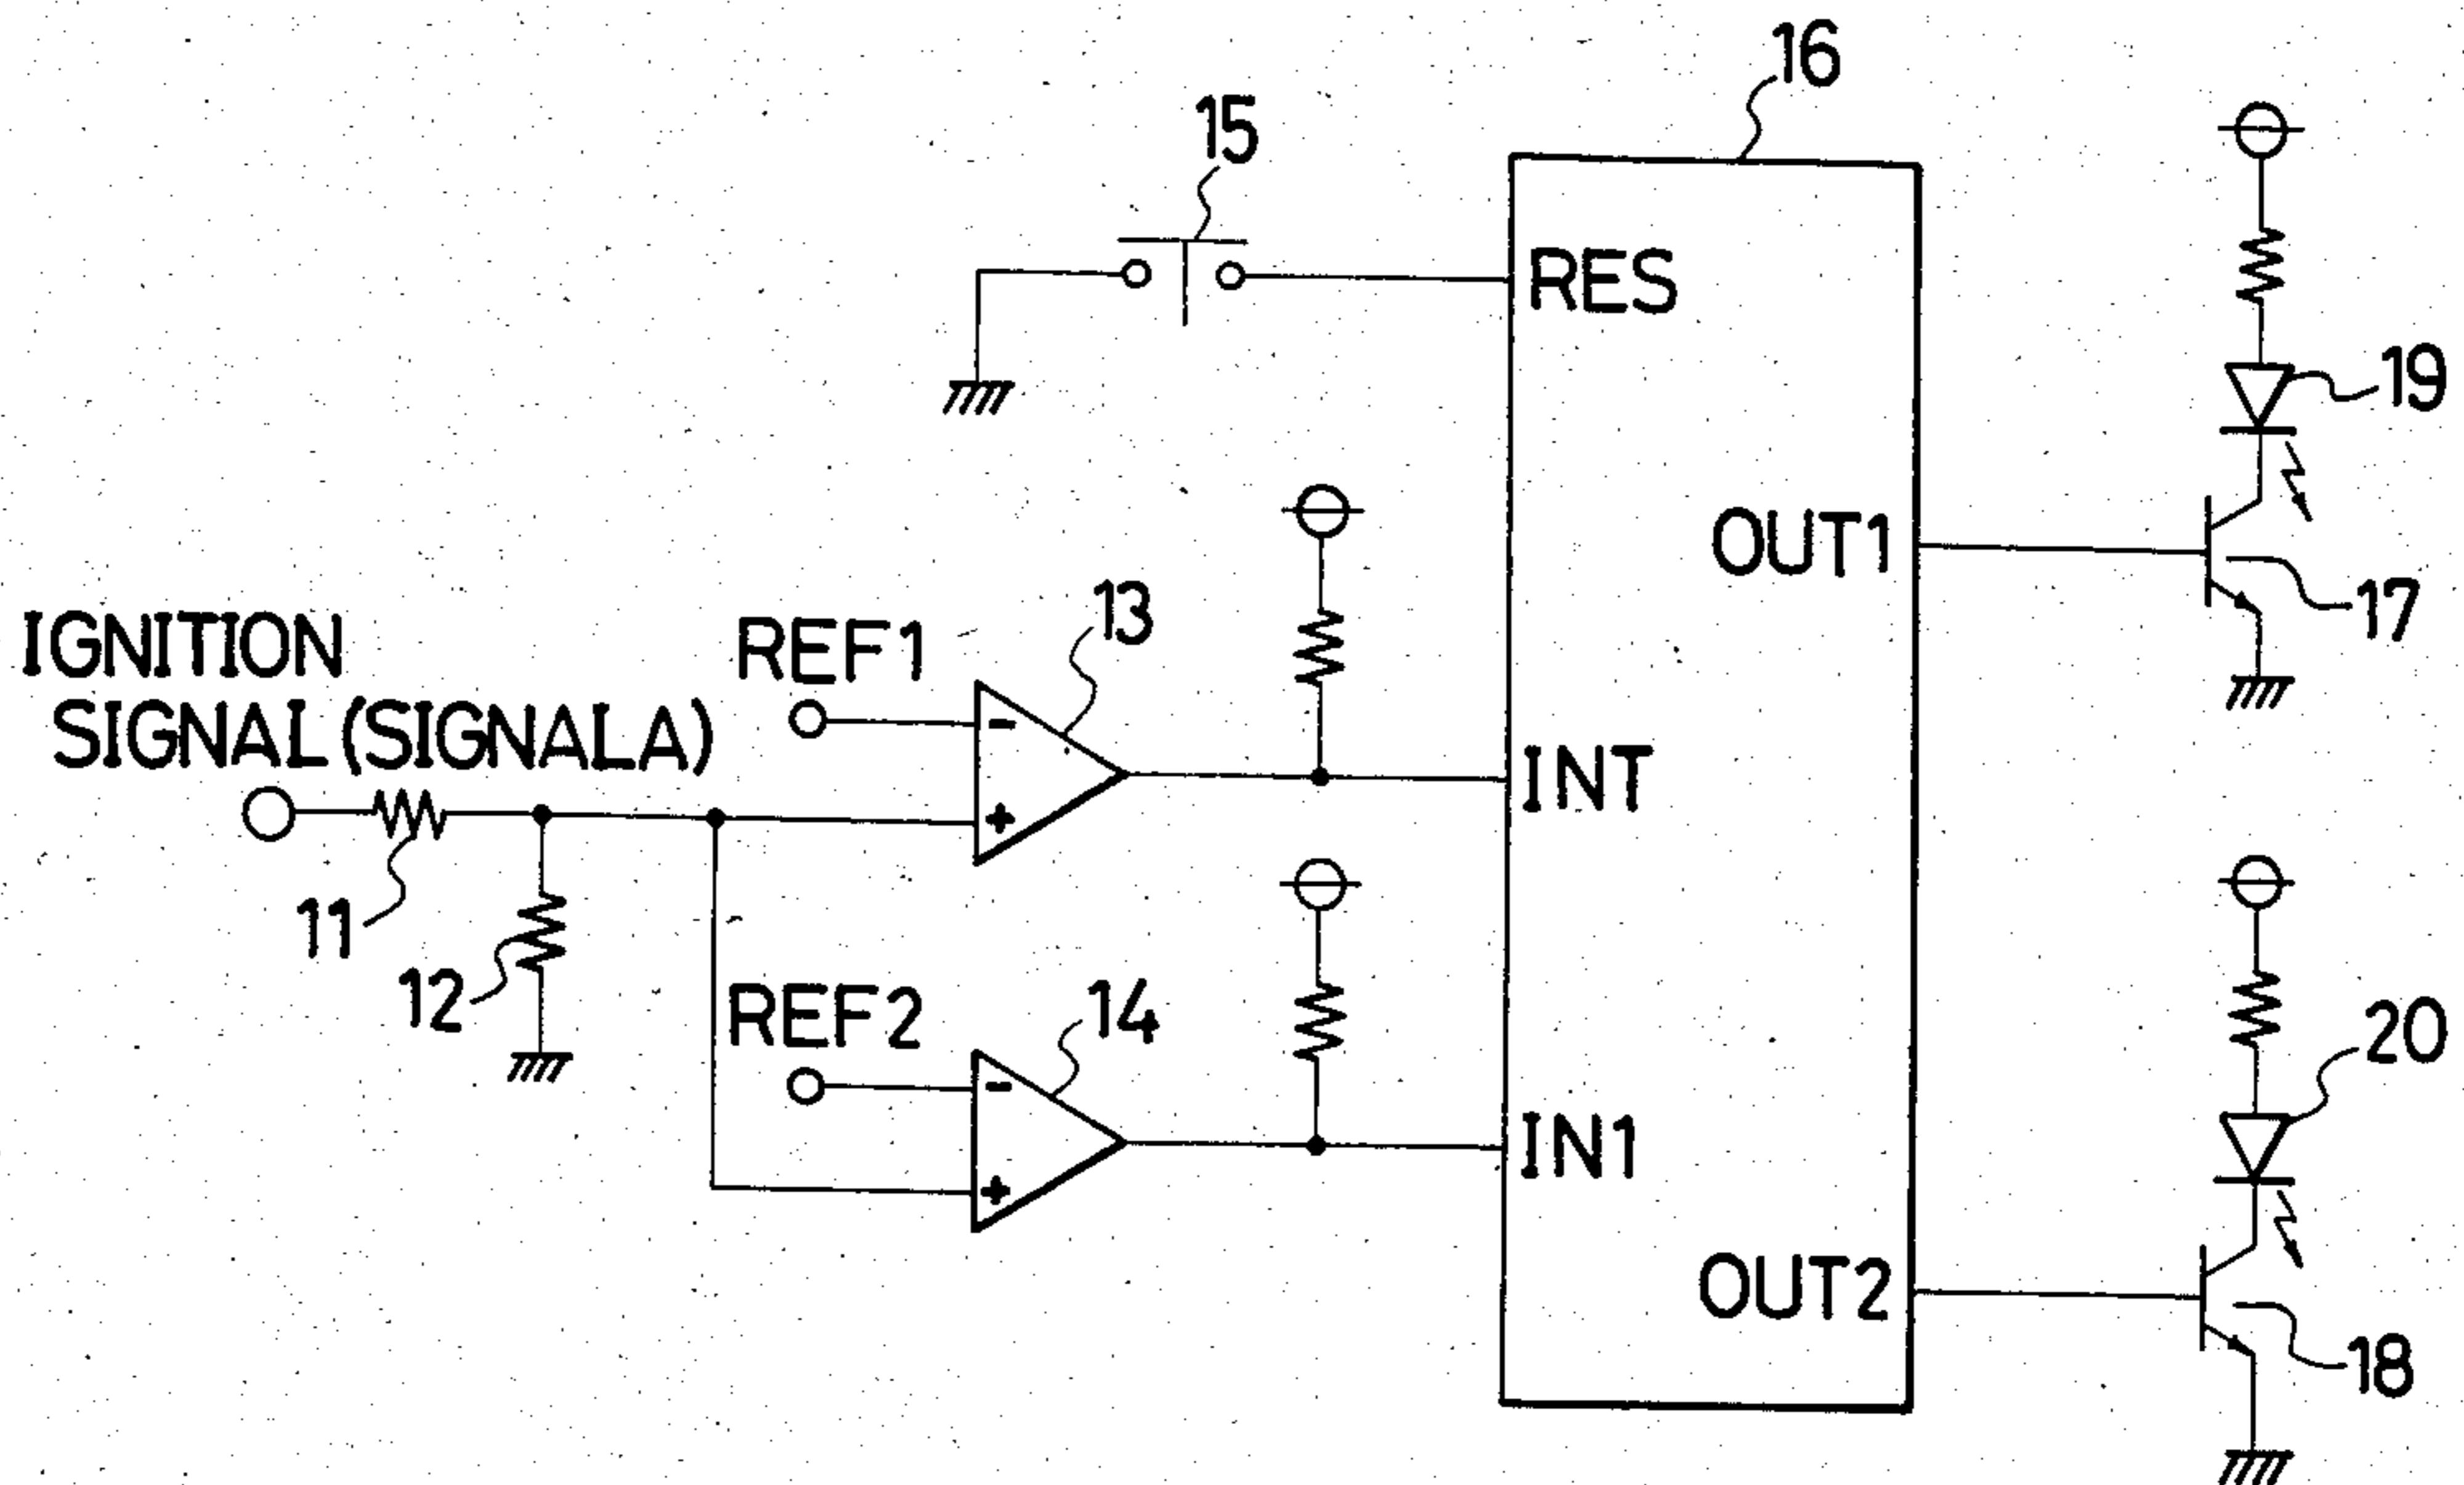 16
15
RES
19
OUT1
17
13
REF1
IGNITION
SIGNAL(SIGNALA)
-
INT
+
11
12
14
REF2
20
-
IN1
+
OUT2
18